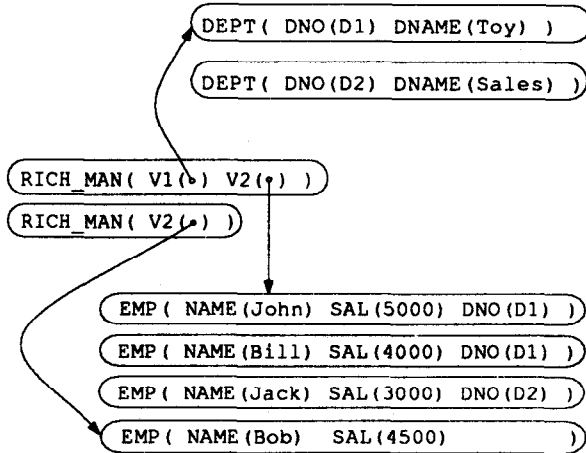 DEPT( DNO(D1) DNAME(Toy) )
DEPT( DNO(D2) DNAME(Sales) )
RICH_MAN( V1( ) V2( ) )
RICH_MAN( V2( ) )
EMP( NAME(John) SAL(5000) DNO(D1) )
EMP( NAME(Bill) SAL(4000) DNO(D1) )
EMP( NAME(Jack) SAL(3000) DNO(D2) )
EMP( NAME(Bob) SAL(4500) )